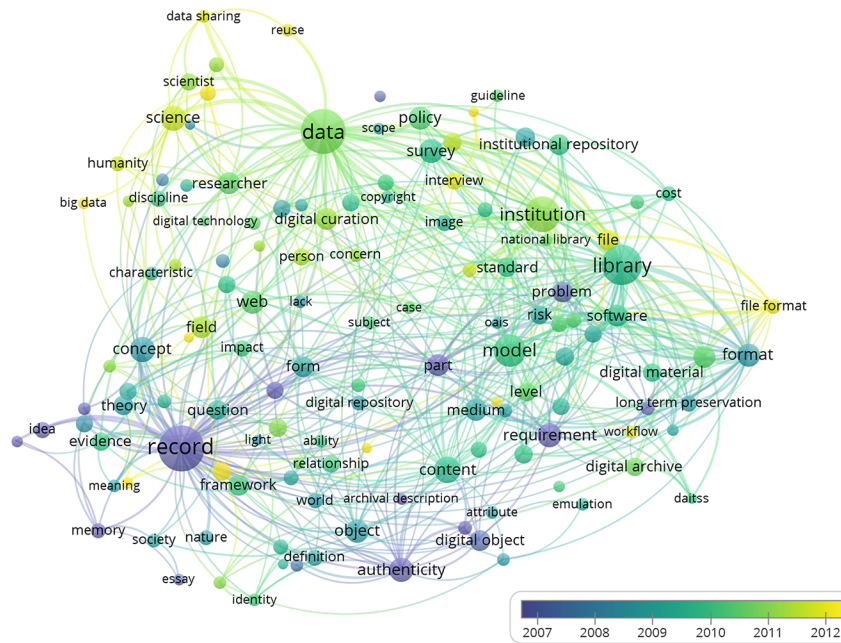 data sharing
reuse
scientist
science
data
guideline
policy
scope
survey
institutional repository
humanity
researcher
interview
big data
discipline
copyright
cost
digital technology
digital curation
image
institution
national library
file
person
concern
characteristic
standard
library
web
lack
problem
file format
case
field
subject
oais
risk
software
concept
impact
model
format
form
part
digital material
level
theory
question
digital repository
medium
long term preservation
idea
evidence
record
light
ability
requirement
workflow
relationship
content
digital archive
meaning
framework
world
archival description
daitss
emulation
attribute
memory
society
nature
object
digital object
definition
essay
authenticity
identity
2007 2008 2009 2010 2011 2012